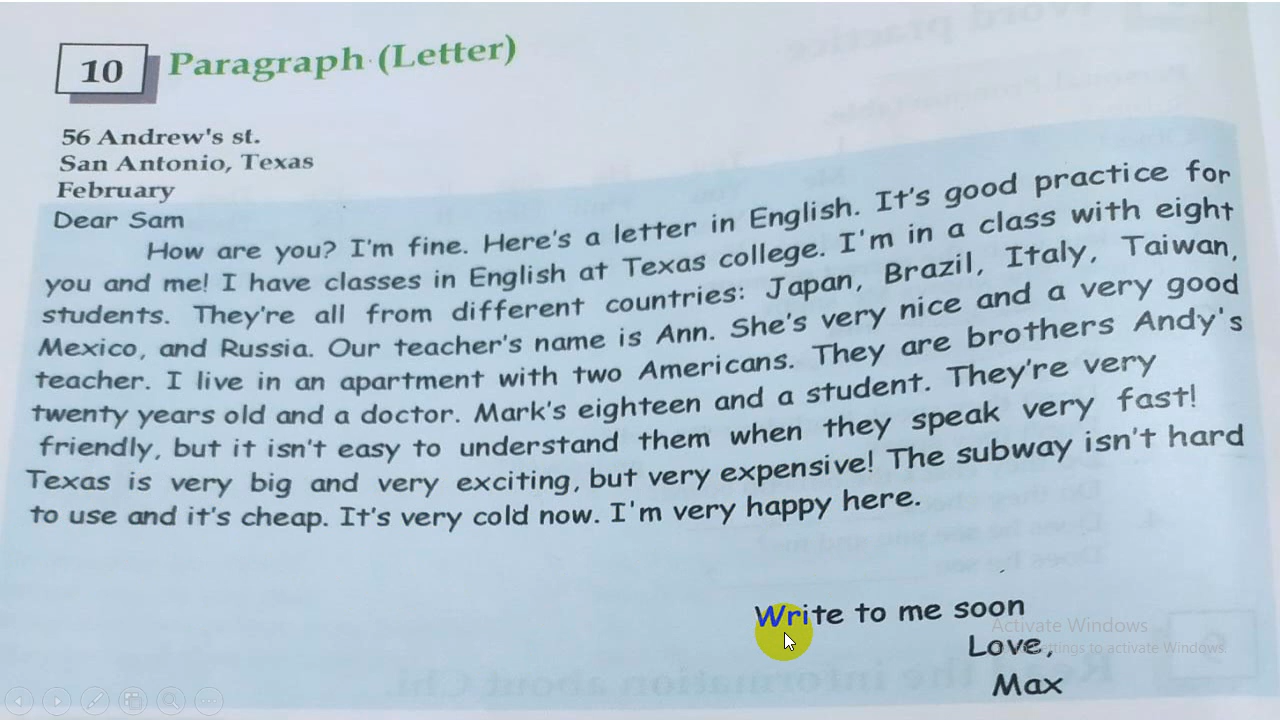 10 Paragraph (Letter)
56 Andrew's st.
San Antonio, Texas
February
Dear Sam
How are you? I'm fine. Here's a letter in English. It's good practice for
you and me! I have classes in English at Texas college. I'm in a class with eight
students. They're all from different countries: Japan, Brazil, Italy, Taiwan,
Mexico, and Russia. Our teacher's name is Ann. She's very nice and a very good
teacher. I live in an apartment with two Americans. They are brothers Andy's
twenty years old and a doctor. Mark's eighteen and a student. They're very
friendly, but it isn't easy to understand them when they speak very fast!
Texas is very big and very exciting, but very expensive! The subway isn't hard
to use and it's cheap. It's very cold now. I'm very happy here.
Write to me soon
Activate Windows
Love,
settings to activate Windows.
Max